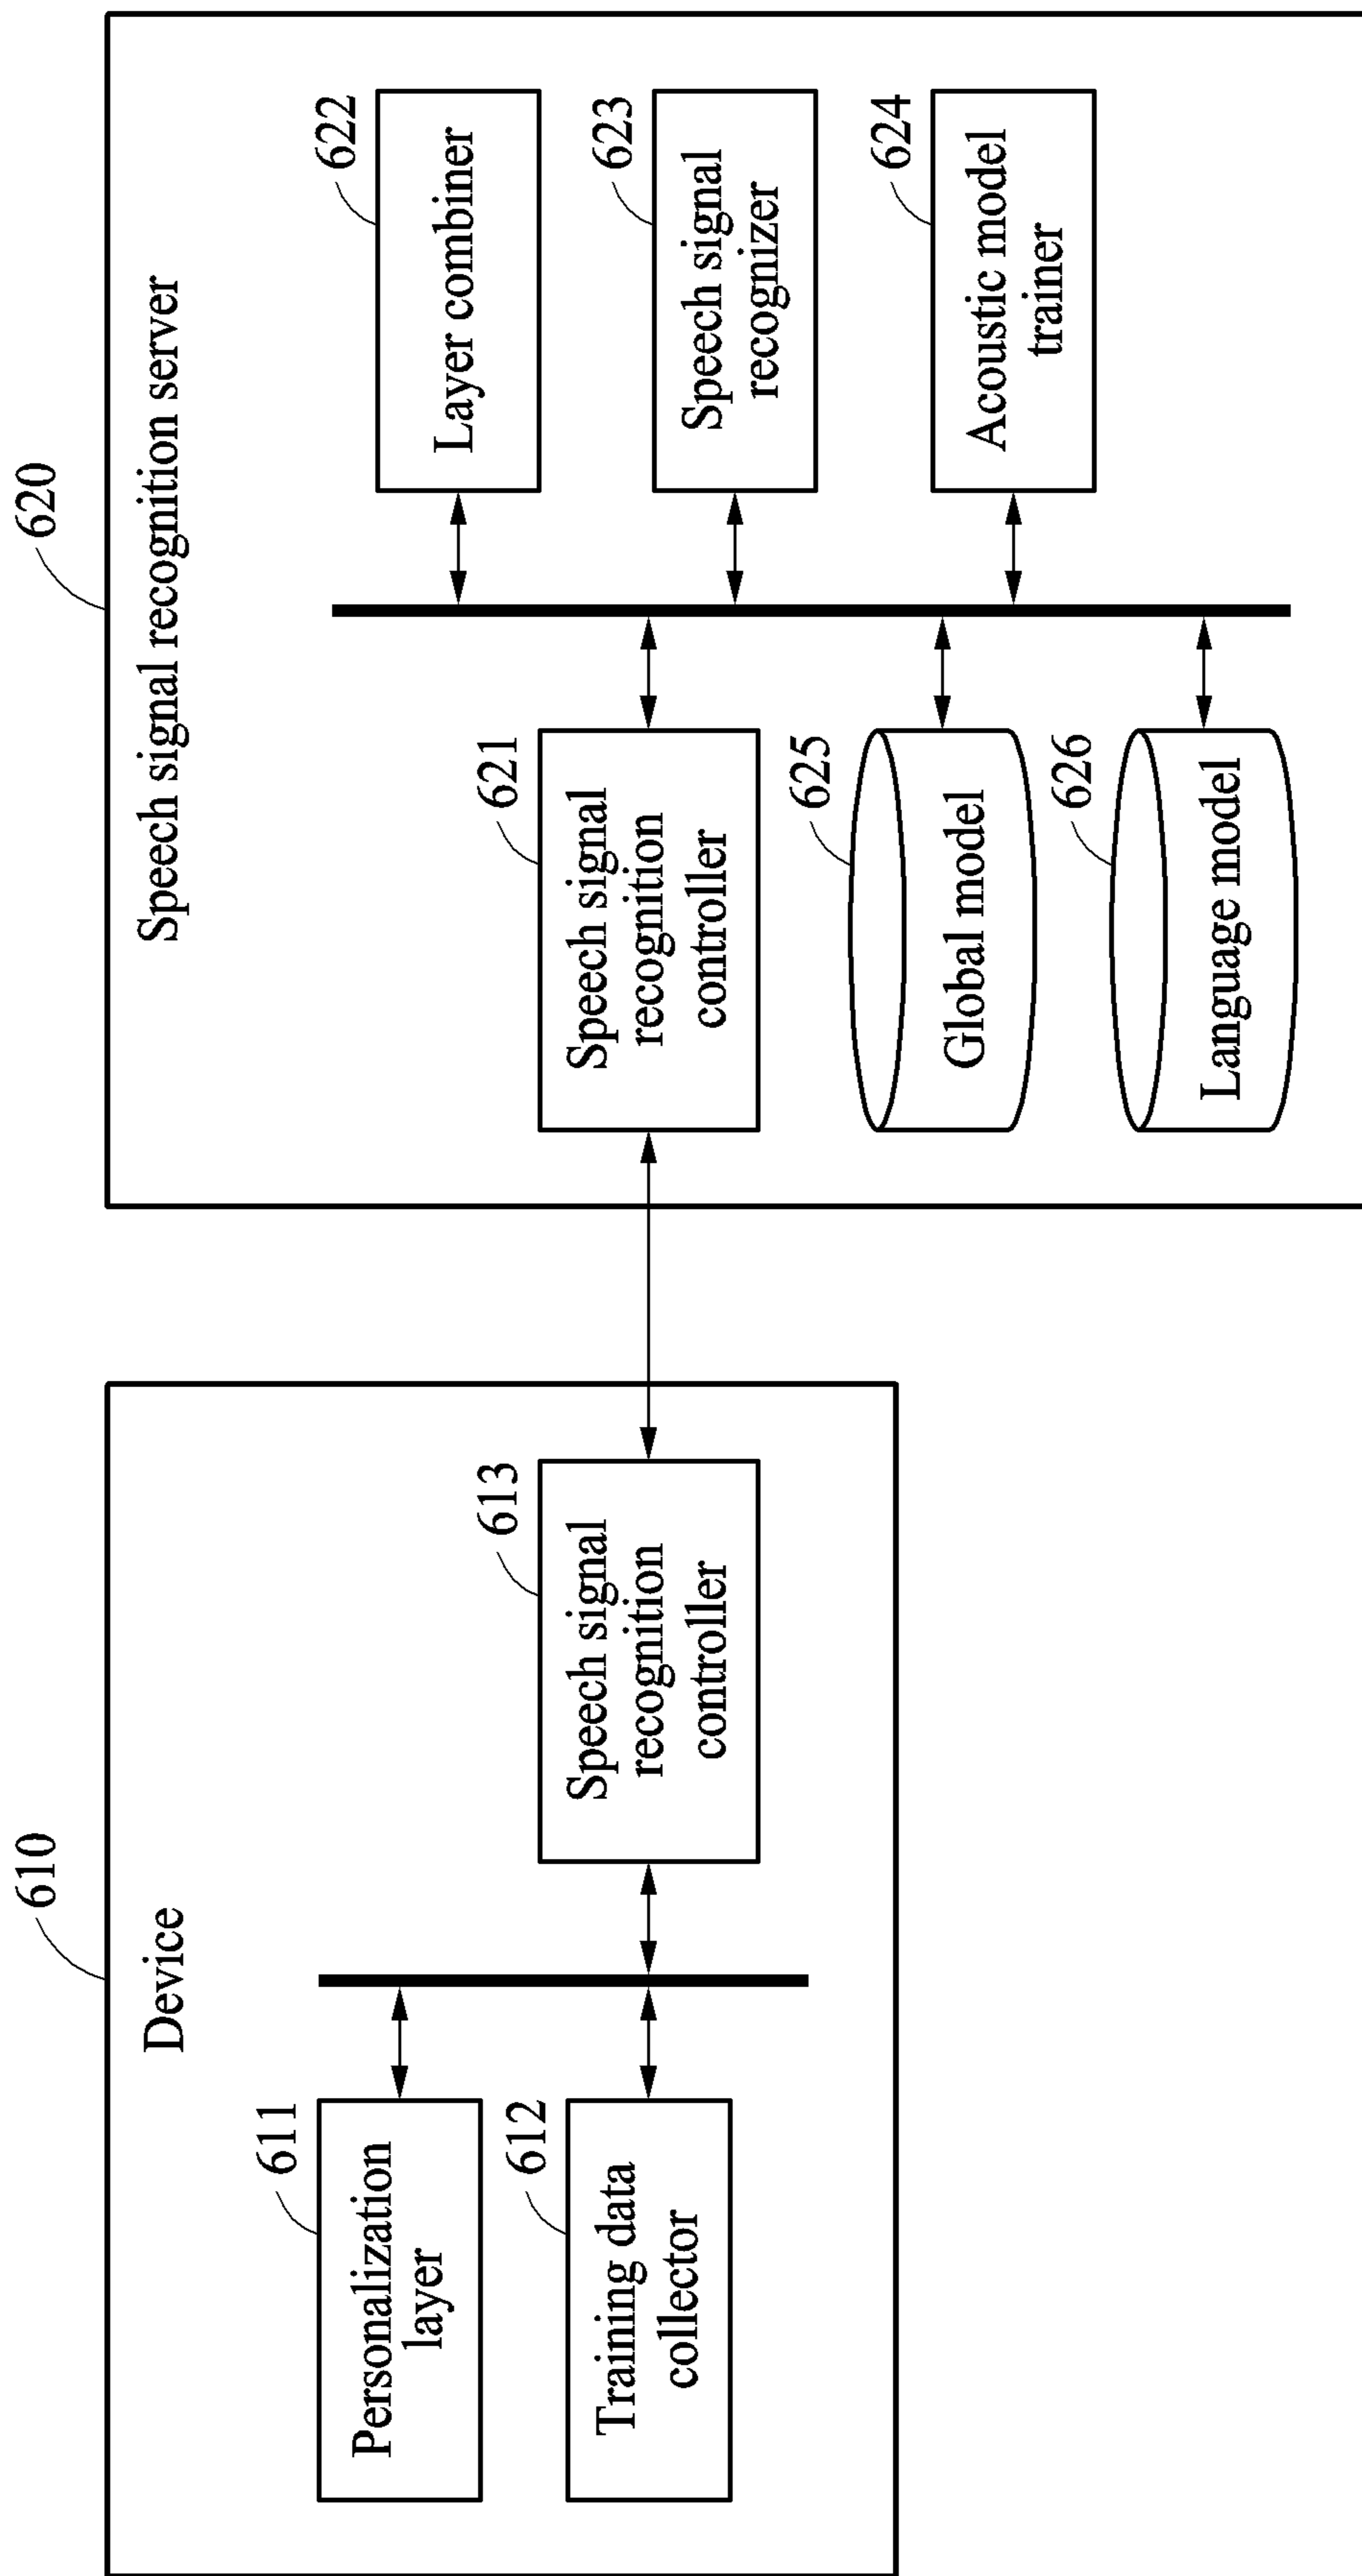 610
Device
611
Personalization
layer
612
Training data
collector
613
Speech signal
recognition
controller
620
Speech signal recognition server
621
Speech signal
recognition
controller
625
Global model
626
Language model
622
Layer combiner
623
Speech signal
recognizer
624
Acoustic model
trainer